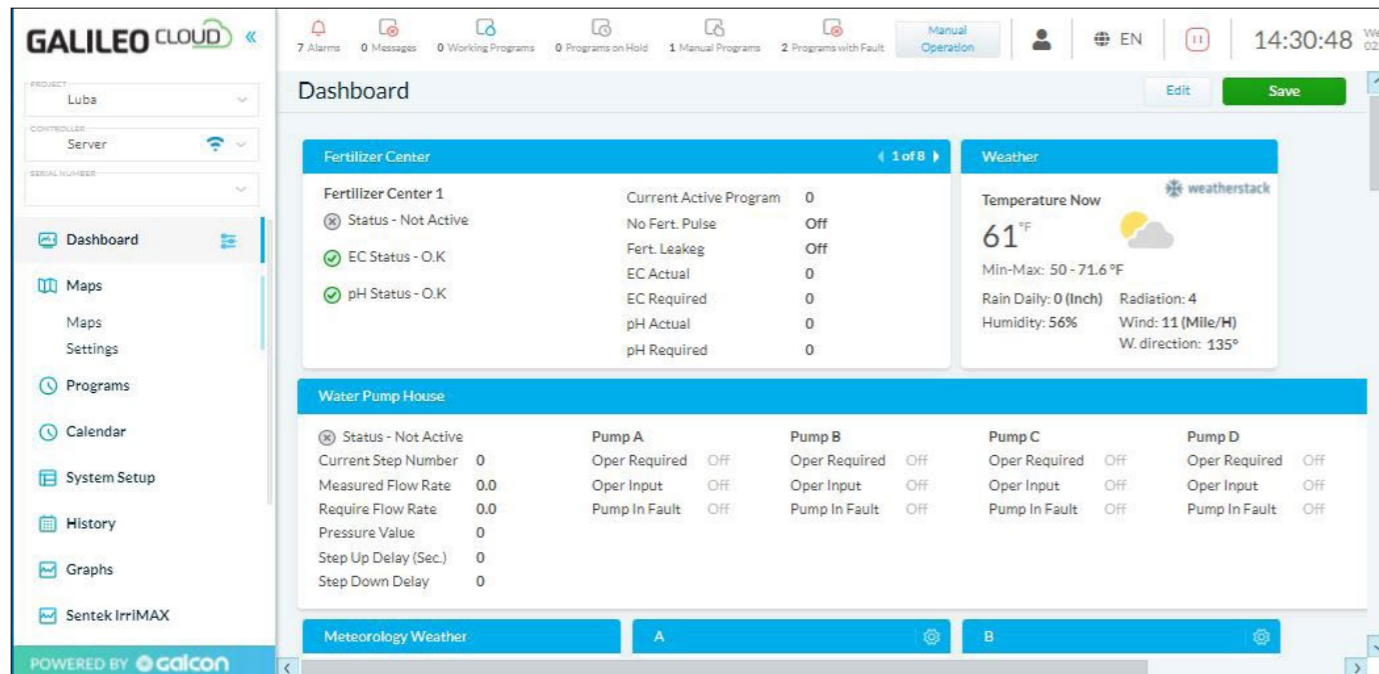 GALILEO CLOUD «
7 Alarms 0 Messages 0 Working Programs 0 Programs on Hold 1 Manual Programs 2 Programs with Fault Manual Operation EN 14:30:48 We
02
PROJECT
Luba
CONTROLLER
Server
SERIAL NUMBER
Dashboard
Maps
Maps
Settings
Programs
Calendar
System Setup
History
Graphs
Sentek IrriMAX
POWERED BY Galcon
Dashboard Edit Save
Fertilizer Center 1 of 8
Fertilizer Center 1
Status - Not Active
EC Status - O.K
pH Status - O.K
Current Active Program 0
No Fert. Pulse Off
Fert. Leakeg Off
EC Actual 0
EC Required 0
pH Actual 0
pH Required 0
Weather
weatherstack
Temperature Now
61°F
Min-Max: 50 - 71.6 °F
Rain Daily: 0 (Inch) Radiation: 4
Humidity: 56% Wind: 11 (Mile/H)
W. direction: 135°
Water Pump House
Status - Not Active
Current Step Number 0
Measured Flow Rate 0.0
Require Flow Rate 0.0
Pressure Value 0
Step Up Delay (Sec.) 0
Step Down Delay 0
Pump A
Oper Required Off
Oper Input Off
Pump In Fault Off
Pump B
Oper Required Off
Oper Input Off
Pump In Fault Off
Pump C
Oper Required Off
Oper Input Off
Pump In Fault Off
Pump D
Oper Required Off
Oper Input Off
Pump In Fault Off
Meteorology Weather
A
B